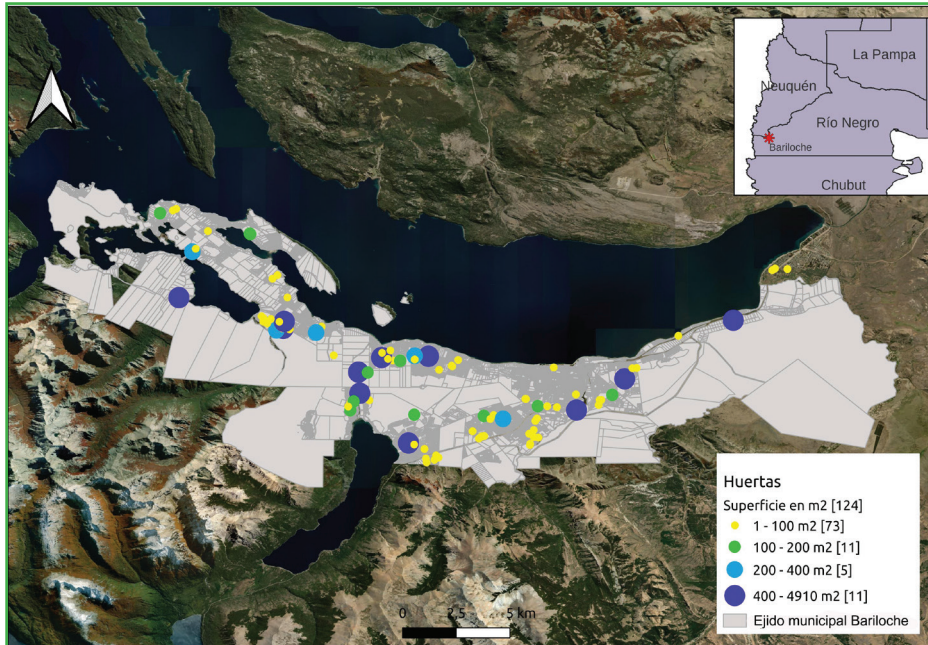 La Pampa
Neuquén
Río Negro
Bariloche
Chubut
Huertas
Superficie en m2 [124]
1 - 100 m2 [73]
100 - 200 m2 [11]
200 - 400 m2 [5]
400 - 4910 m2 [11]
Ejido municipal Bariloche
0 2,5 5 km